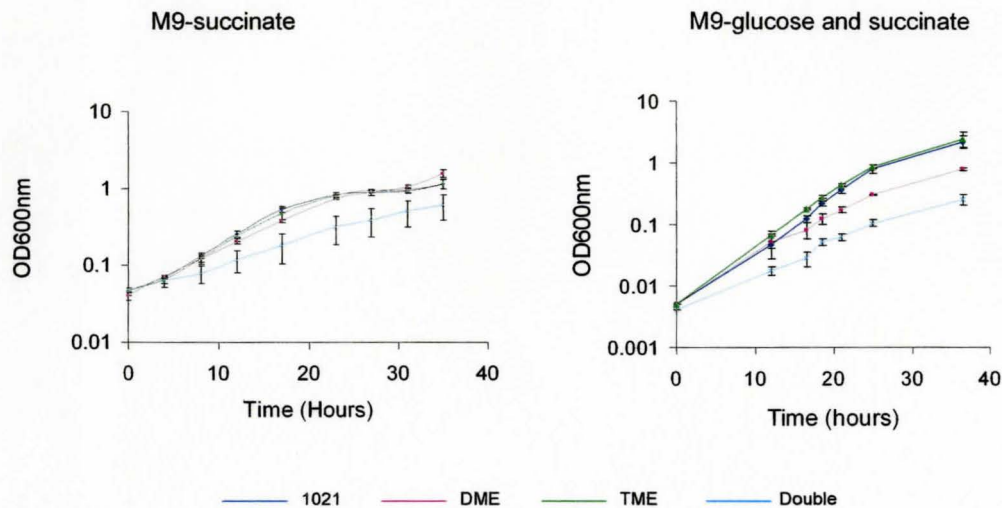 M9-succinate
M9-glucose and succinate
10
1
0.1
0.01
OD600nm
0
10
20
30
40
Time (Hours)
10
1
0.1
0.01
0.001
OD600nm
0
10
20
30
40
Time (hours)
1021
DME
TME
Double